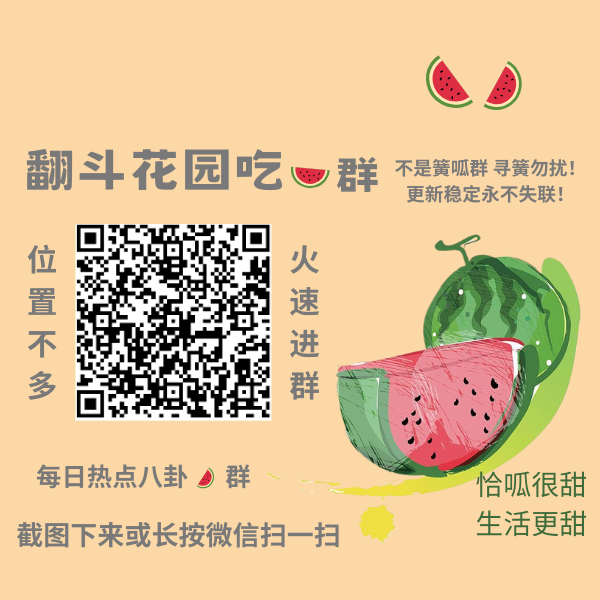 翻斗花园吃群
不是簧呱群 寻簧勿扰!
更新稳定永不失联!
位置不多
火速进群
每日热点八卦群
截图下来或长按微信扫一扫
恰呱很甜
生活更甜